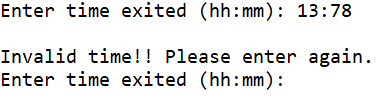 Enter time exited (hh:mm): 13:78
Invalid time!! Please enter again.
Enter time exited (hh:mm):